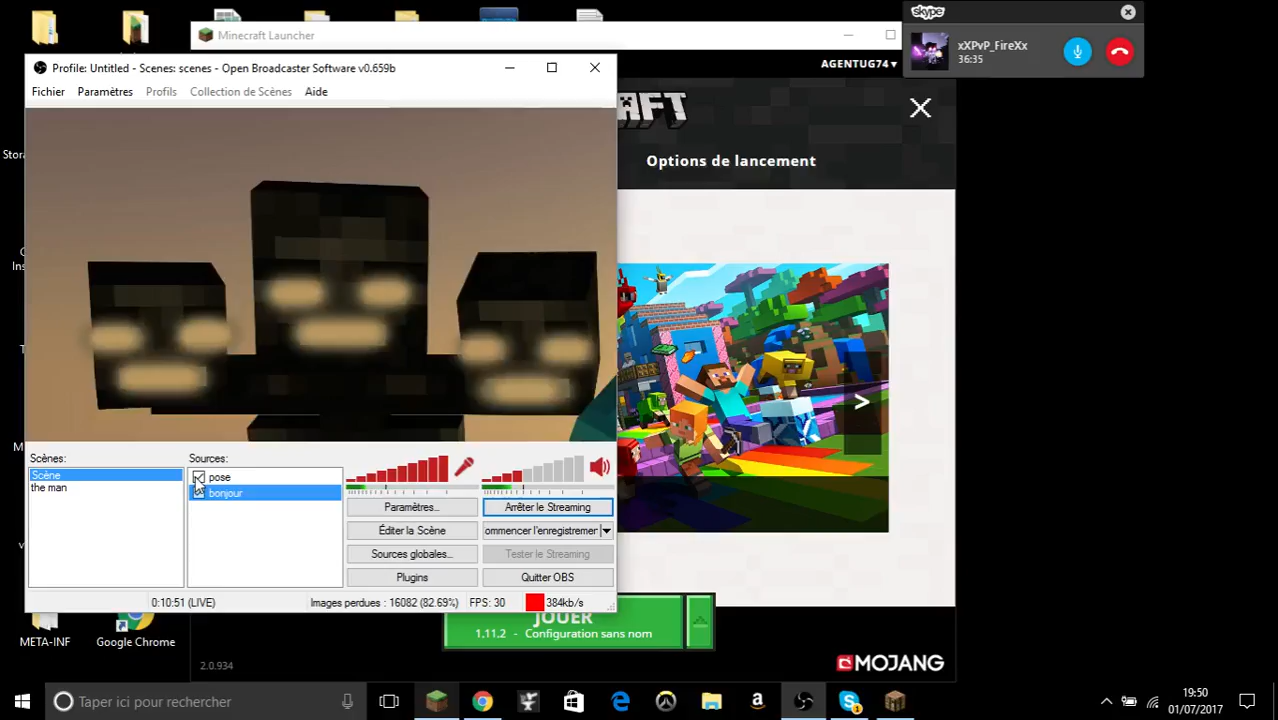 Minecraft Launcher
skype
xXPvP_FireXx
36:35
AGENTUG74
Profile: Untitled - Scenes: scenes - Open Broadcaster Software v0.659b
Fichier Paramètres Profils Collection de Scènes Aide
AFT
Options de lancement
Scènes:
Scène
the man
Sources:
pose
bonjour
Paramètres...
Arrêter le Streaming
Éditer la Scène
ommencer l'enregistremer
Sources globales...
Tester le Streaming
Plugins
Quitter OBS
0:10:51 (LIVE)
Images perdues : 16082 (82.69%)
FPS: 30
384kb/s
JOUER
1.11.2 - Configuration sans nom
2.0.934
MOJANG
META-INF
Google Chrome
Taper ici pour rechercher
19:50
01/07/2017